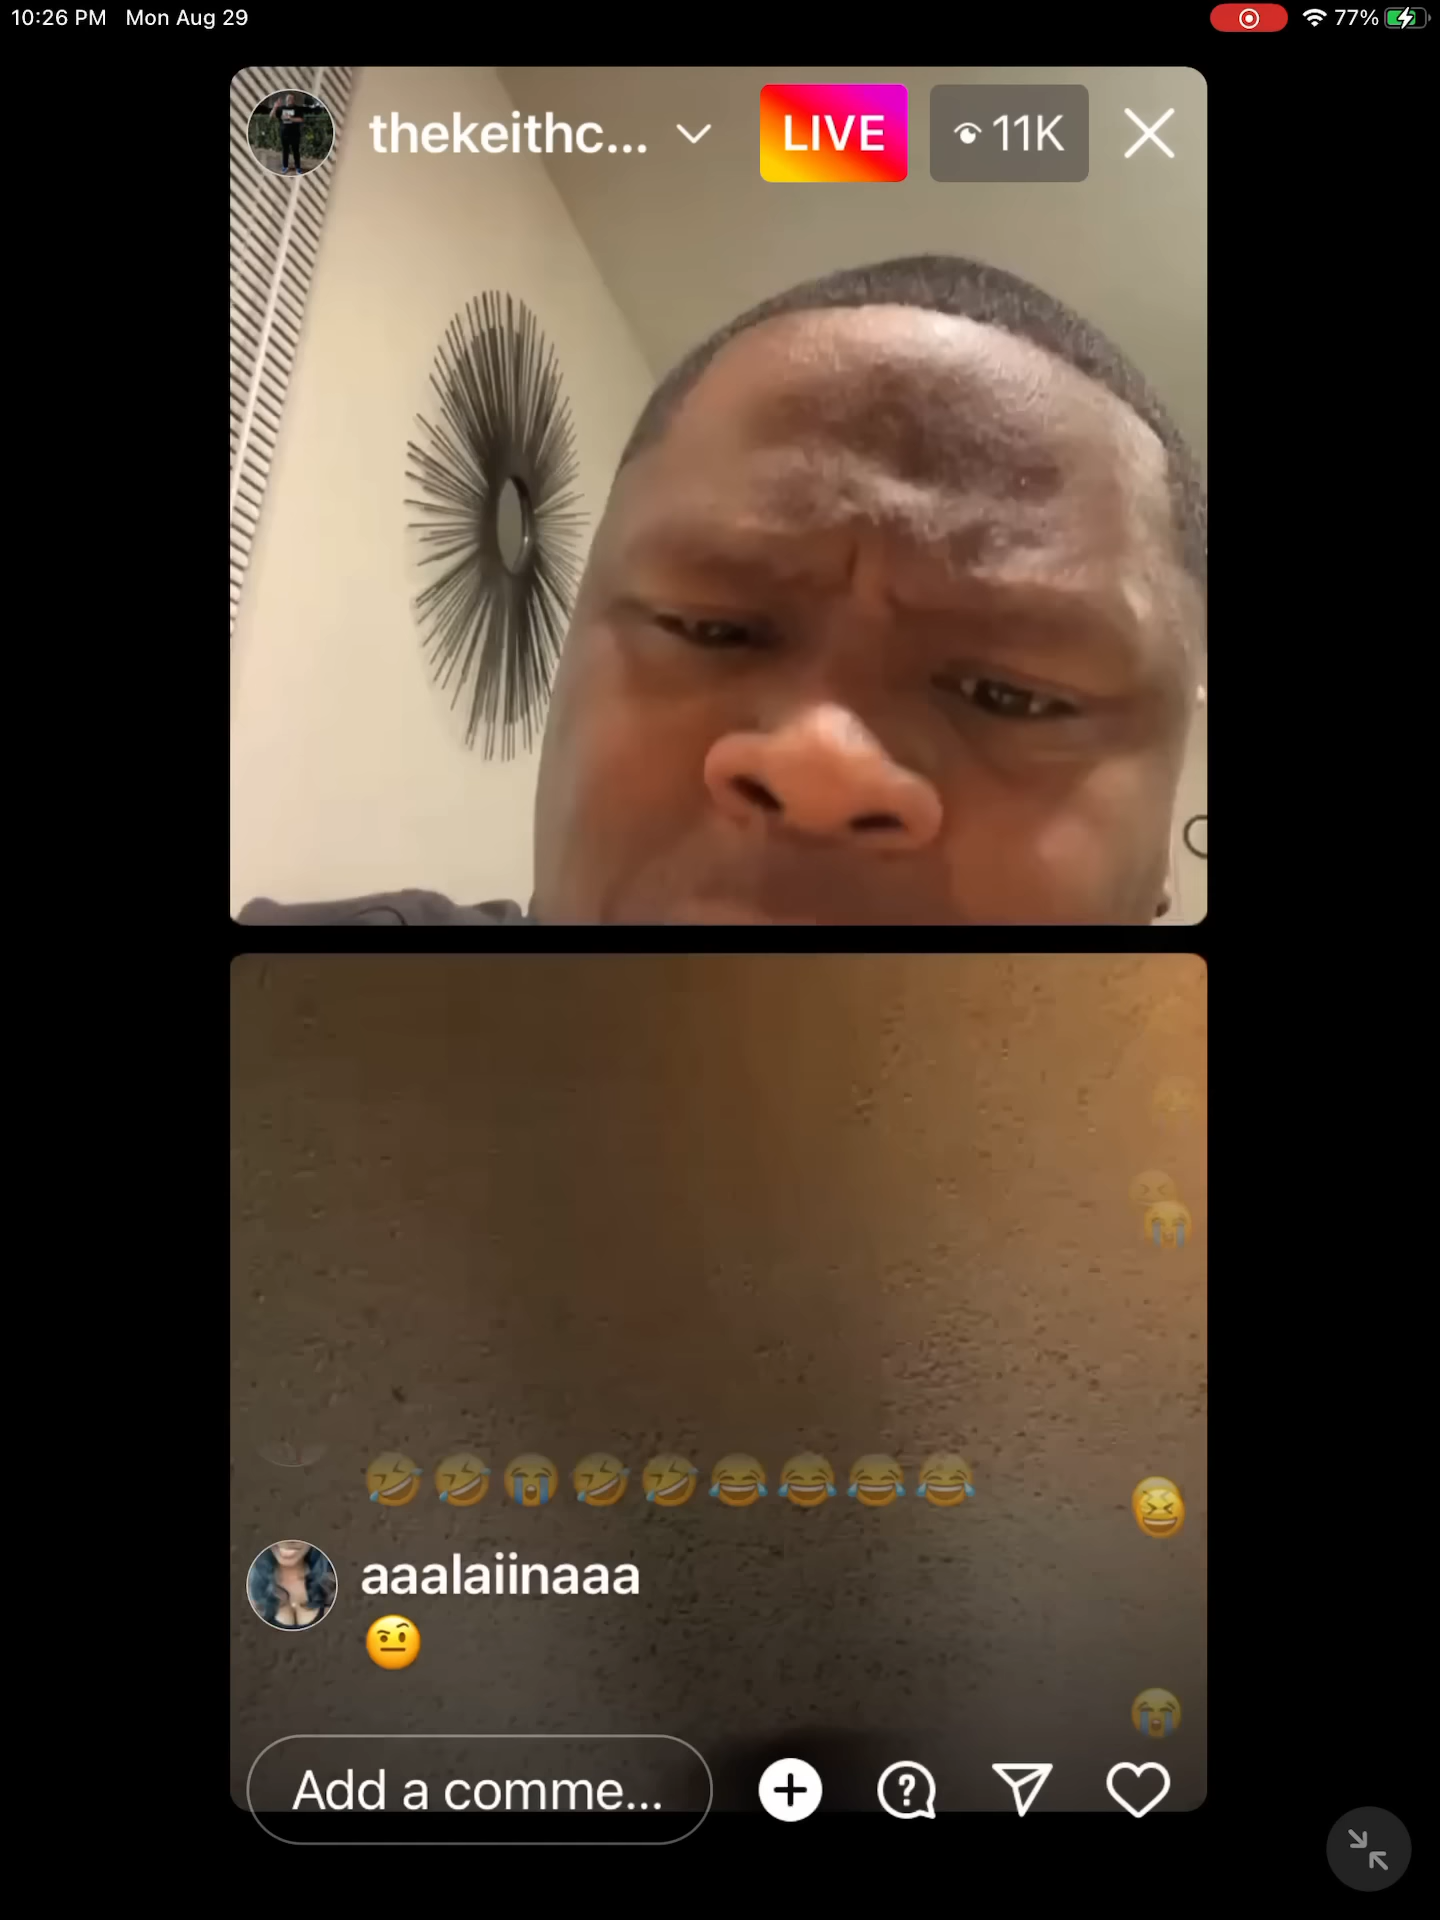 10:26 PM Mon Aug 29 77%
thekeithc... LIVE 11K
🤣🤣😭🤣🤣😂😂😂😂
aaalaiinaaa
🤨
Add a comme...